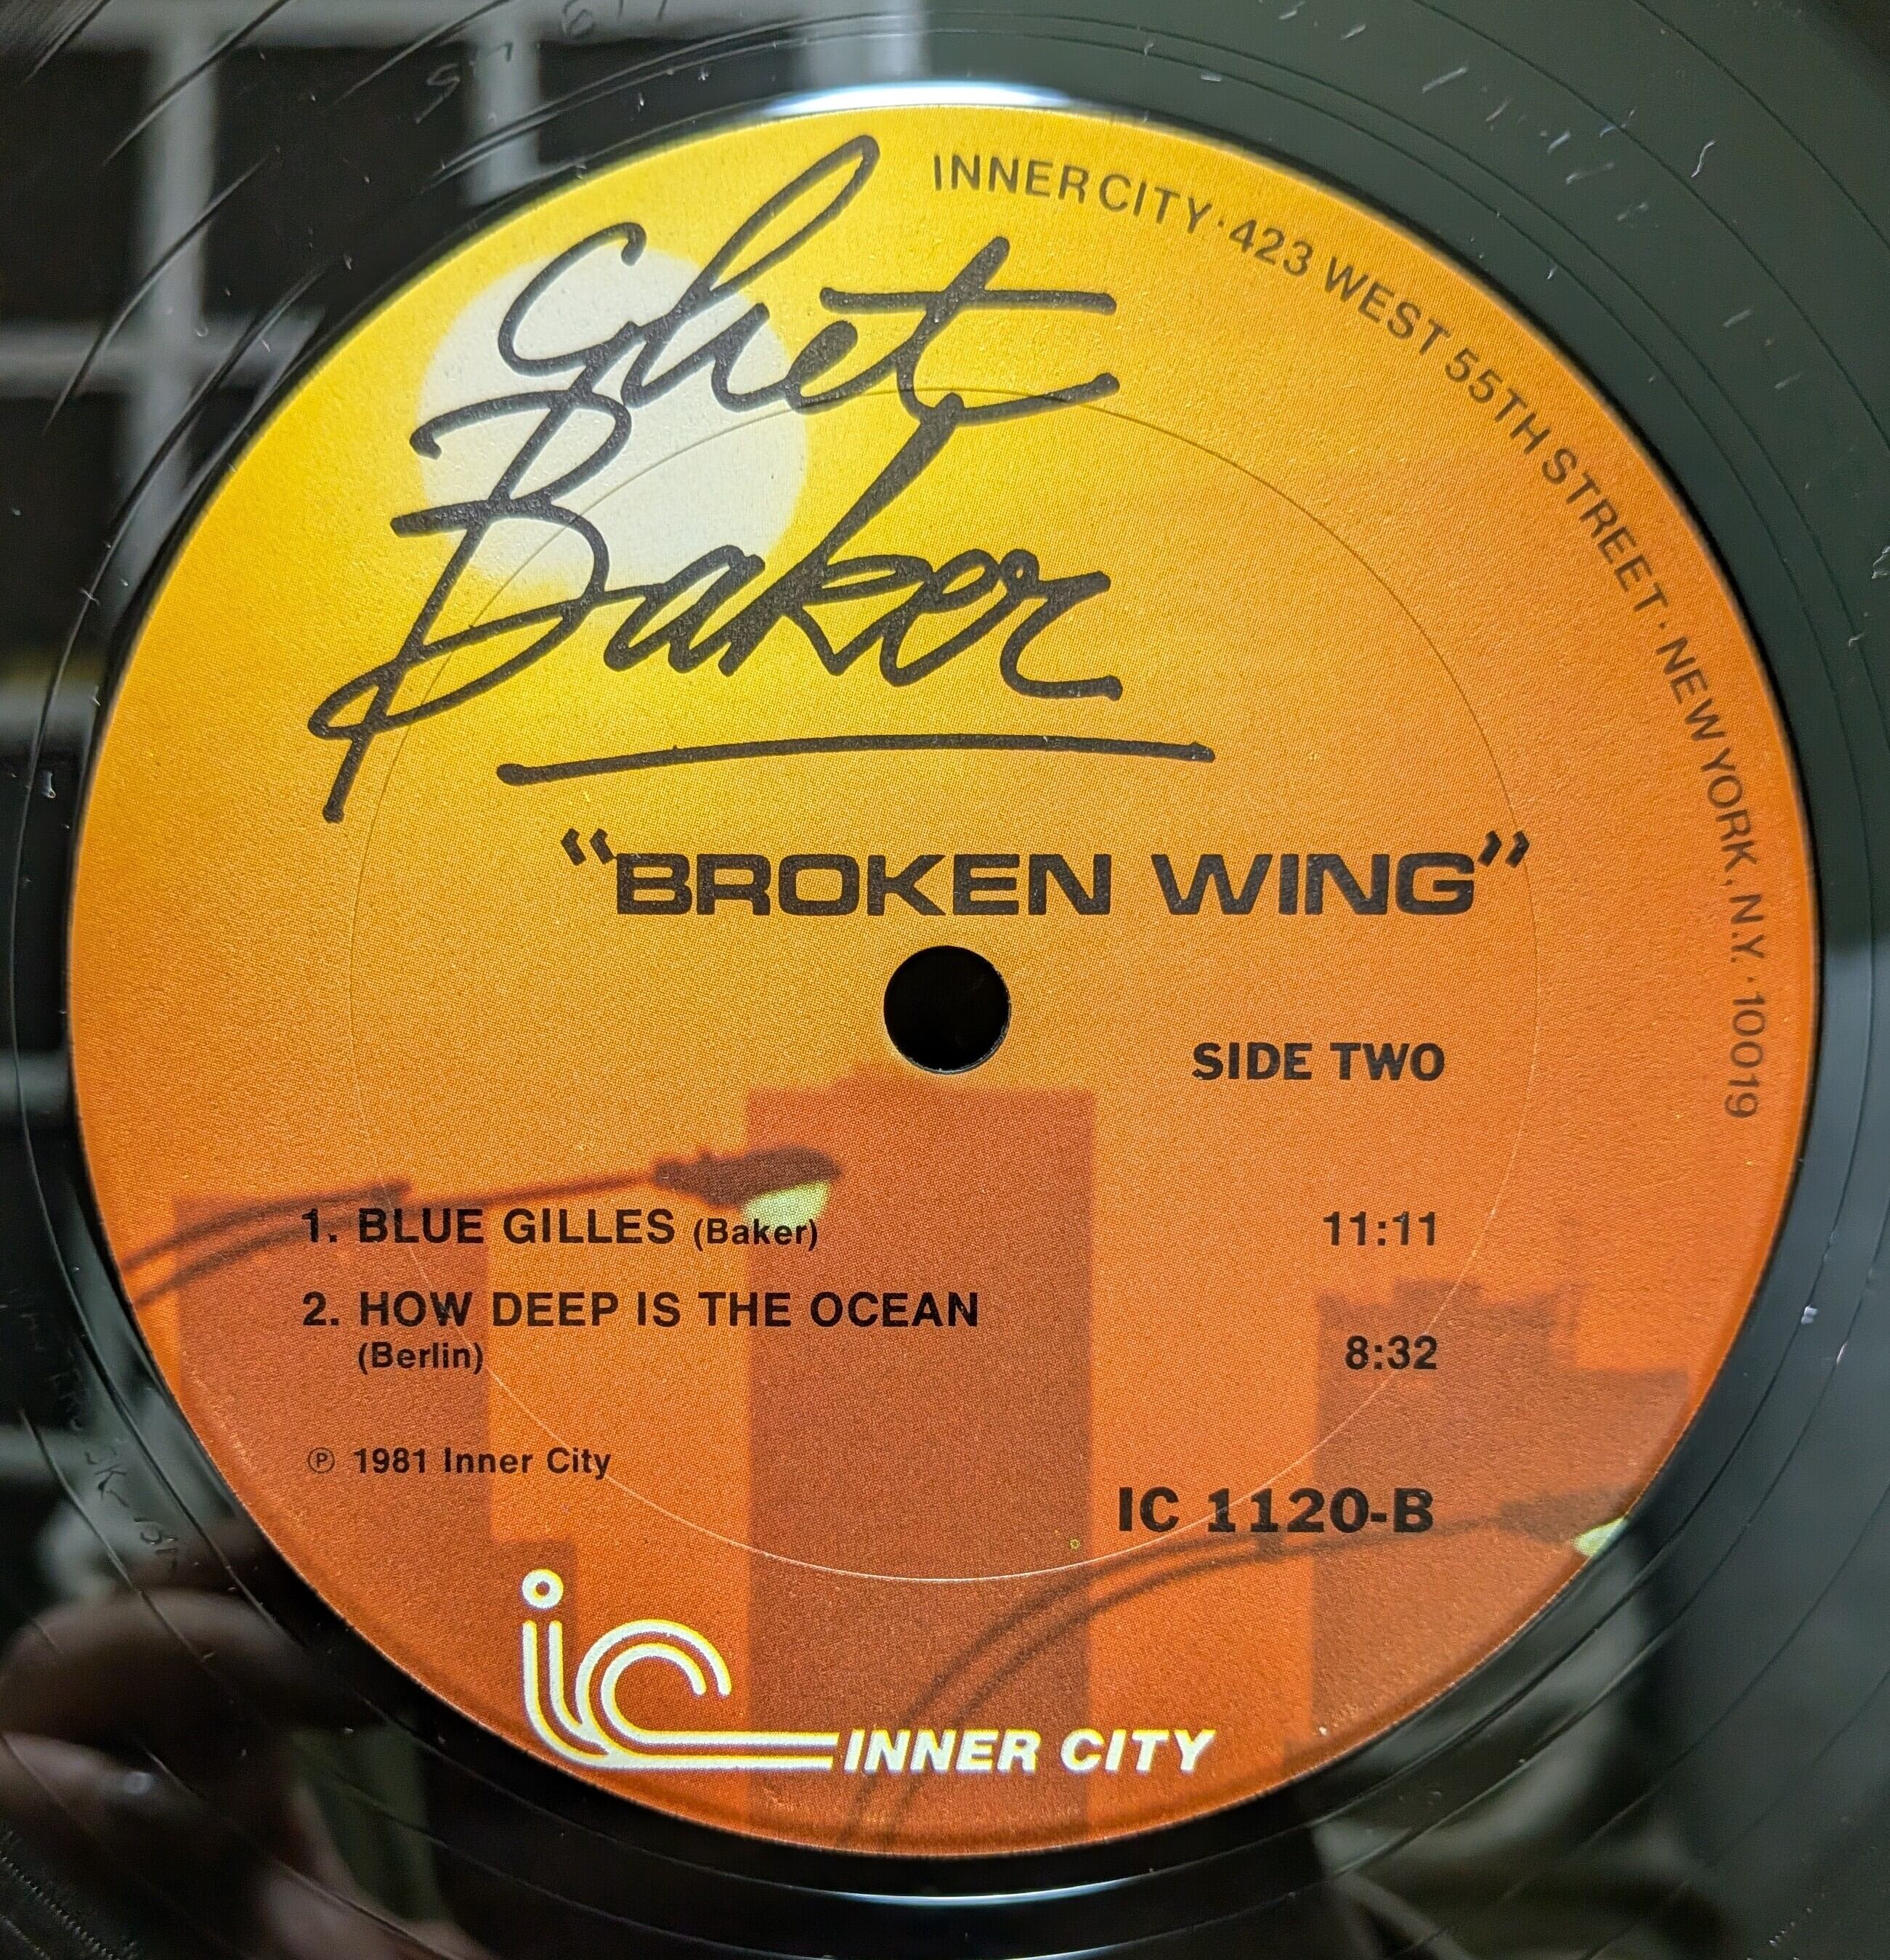 Chet
Baker
INNER CITY · 423 WEST 55TH STREET · NEW YORK, N.Y. · 10019
“BROKEN WING”
SIDE TWO
1. BLUE GILLES (Baker) 11:11
2. HOW DEEP IS THE OCEAN
(Berlin) 8:32
℗ 1981 Inner City
IC 1120-B
ic INNER CITY